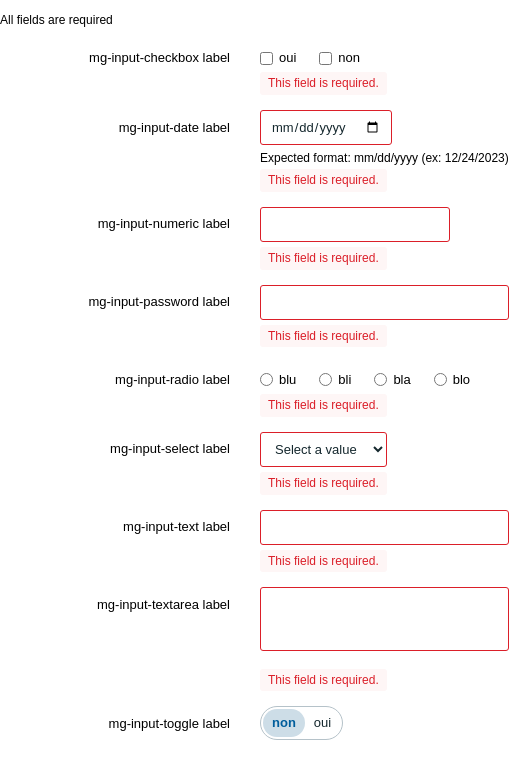 All fields are required
mg-input-checkbox label oui non
This field is required.
mg-input-date label mm/dd/yyyy
Expected format: mm/dd/yyyy (ex: 12/24/2023)
This field is required.
mg-input-numeric label
This field is required.
mg-input-password label
This field is required.
mg-input-radio label blu bli bla blo
This field is required.
mg-input-select label Select a value
This field is required.
mg-input-text label
This field is required.
mg-input-textarea label
This field is required.
mg-input-toggle label non oui